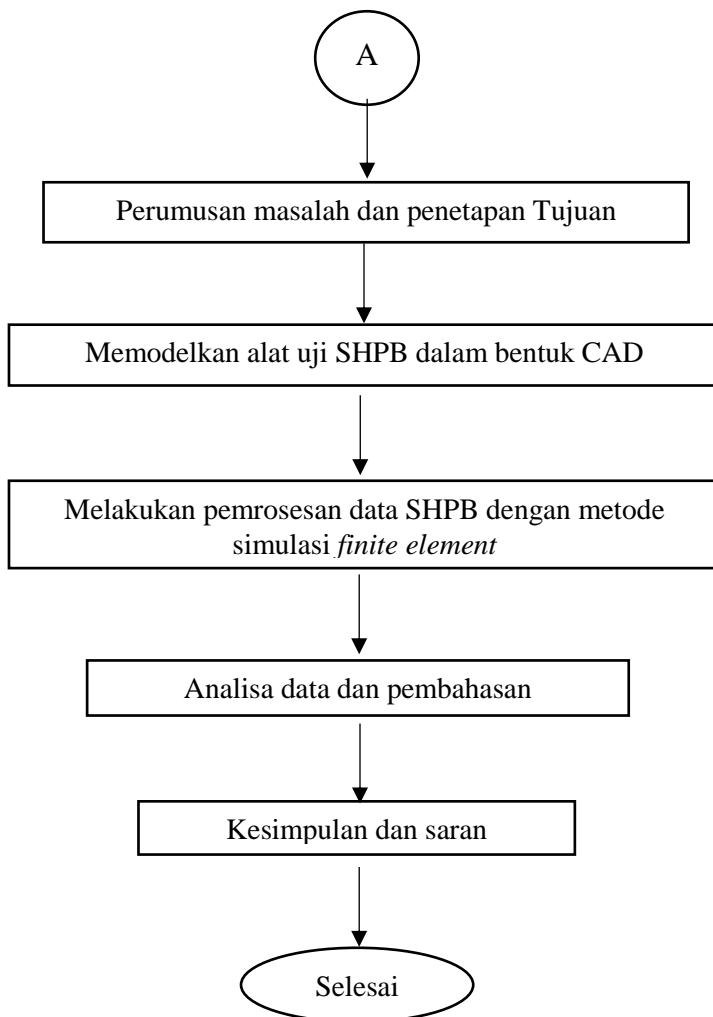 A
Perumusan masalah dan penetapan Tujuan
Memodelkan alat uji SHPB dalam bentuk CAD
Melakukan pemrosesan data SHPB dengan metode
simulasi finite element
Analisa data dan pembahasan
Kesimpulan dan saran
Selesai